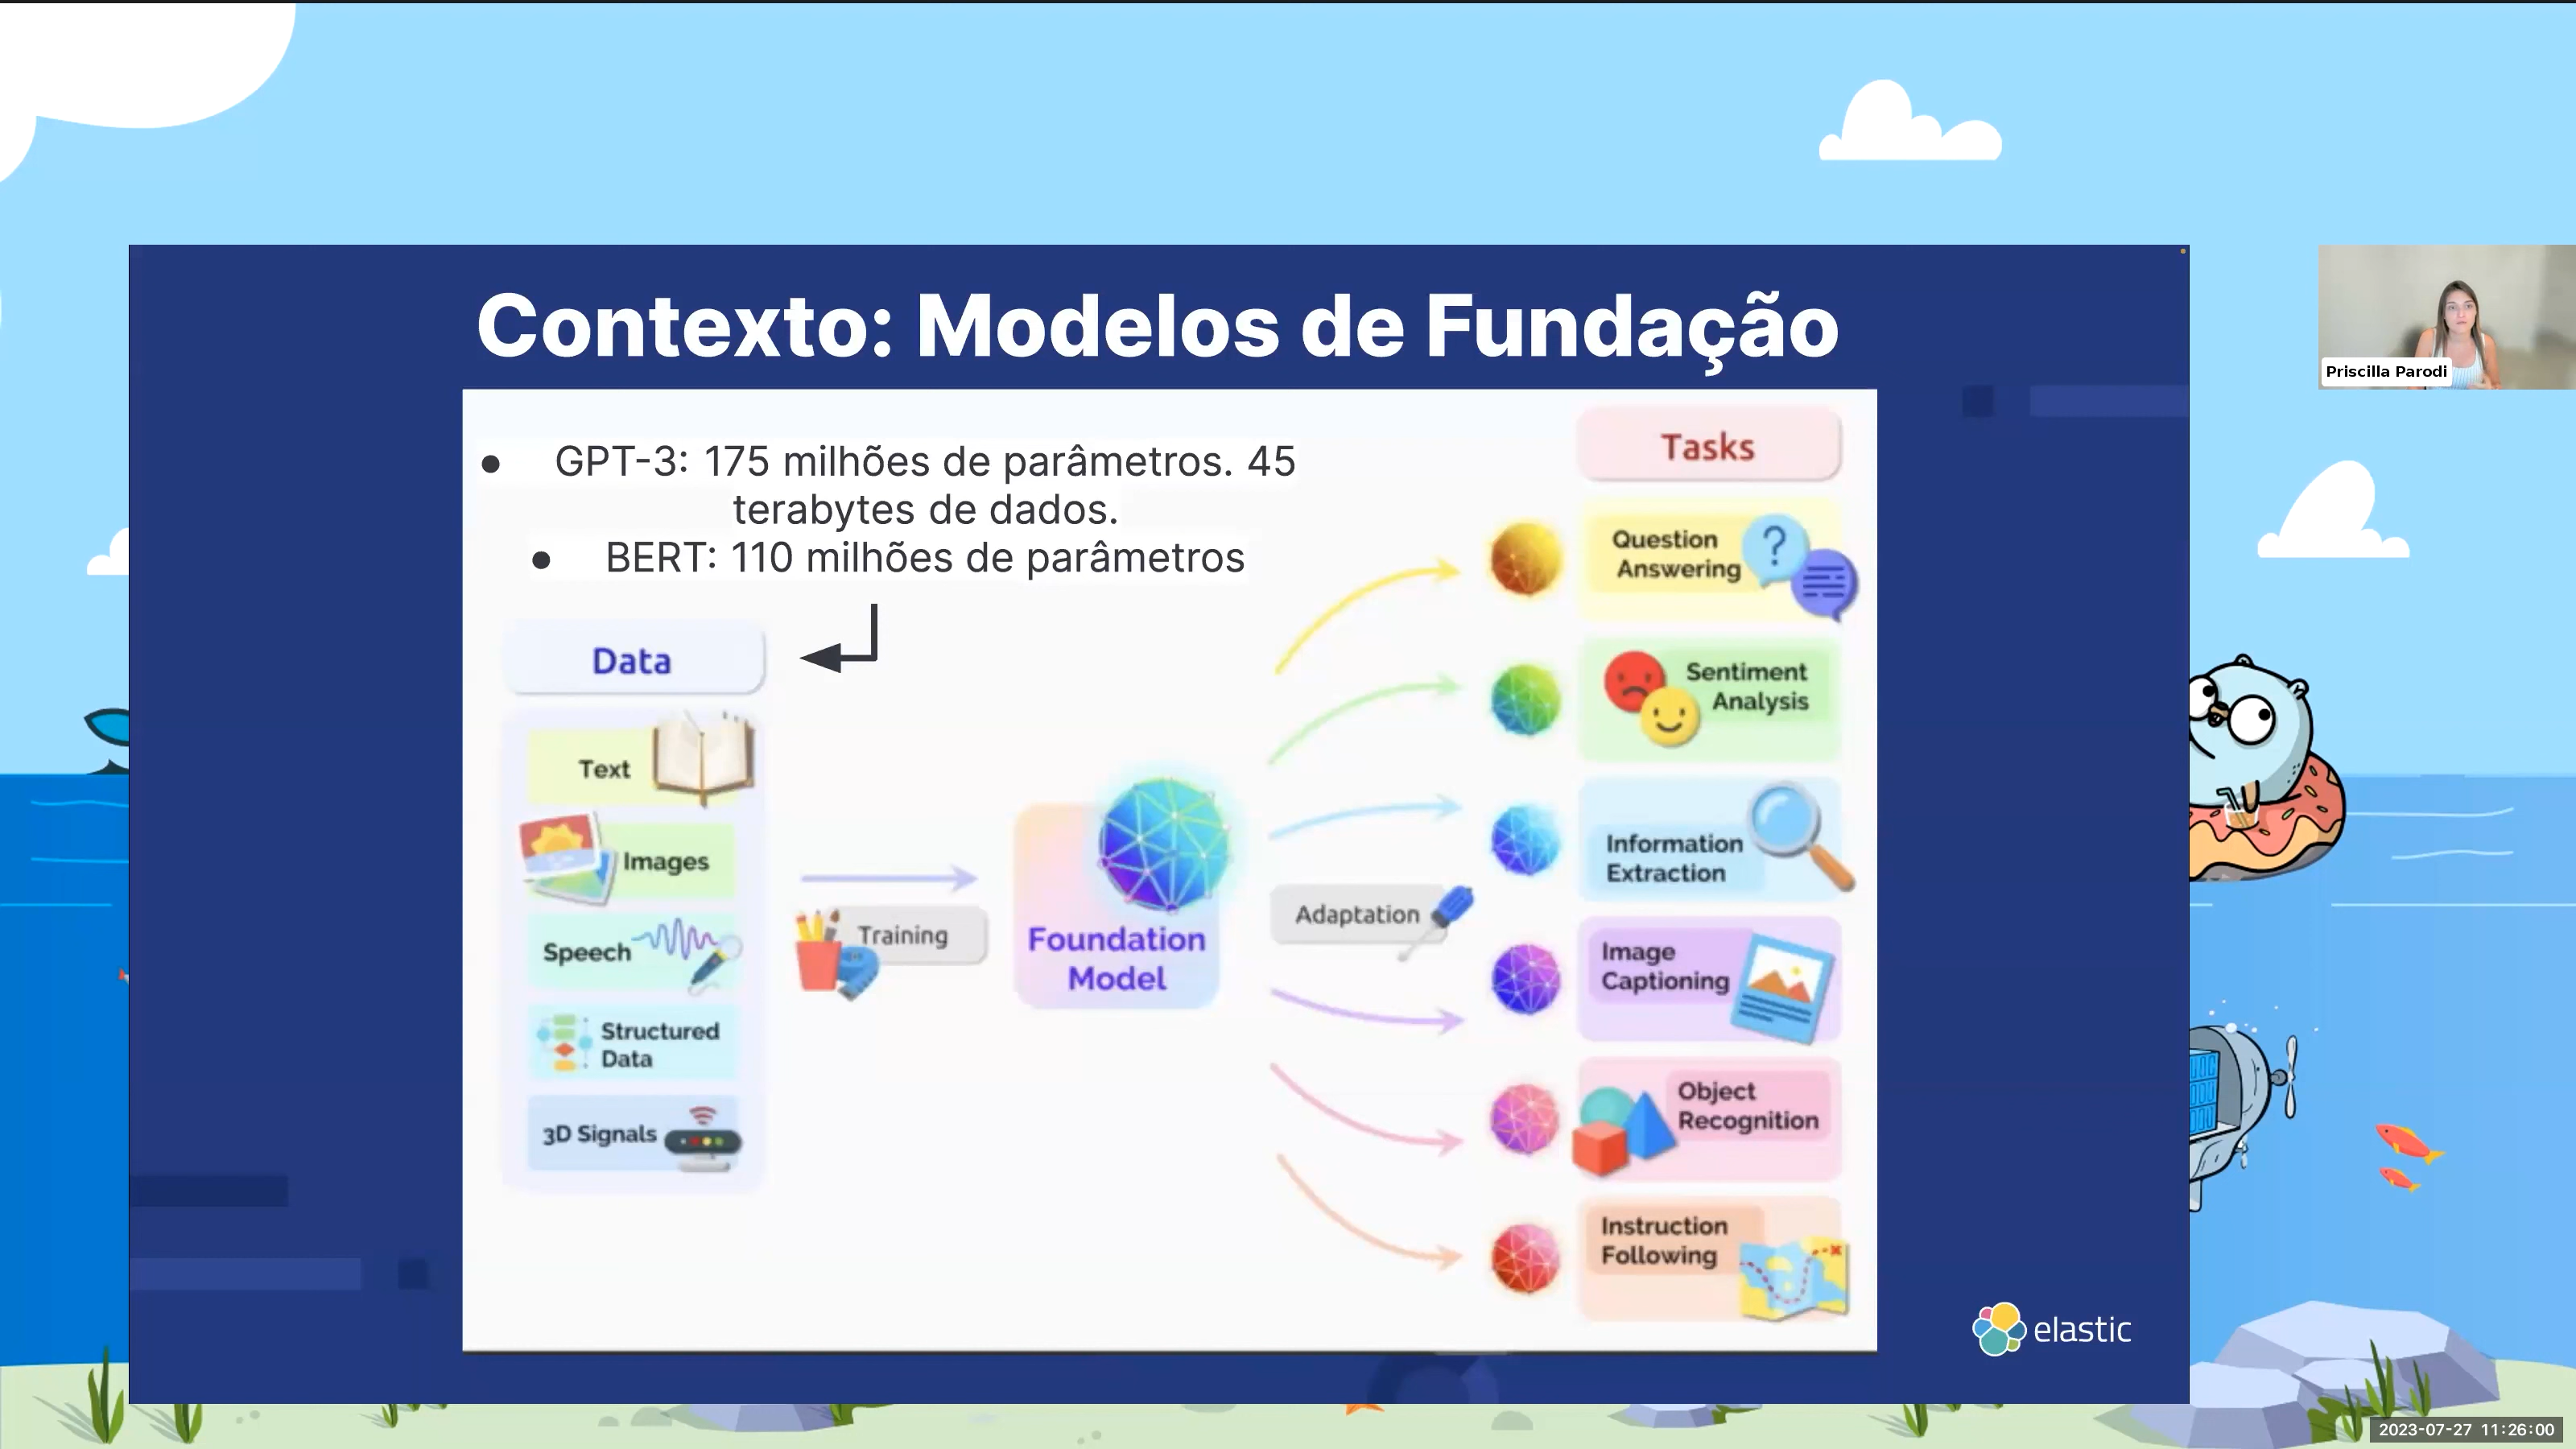 Contexto: Modelos de Fundação
● GPT-3: 175 milhões de parâmetros. 45
terabytes de dados.
● BERT: 110 milhões de parâmetros
Data
Text
Images
Speech
Structured
Data
3D Signals
Training
Foundation
Model
Adaptation
Tasks
Question
Answering
?
Sentiment
Analysis
Information
Extraction
Image
Captioning
Object
Recognition
Instruction
Following
elastic
Priscilla Parodi
2023-07-27 11:26:00